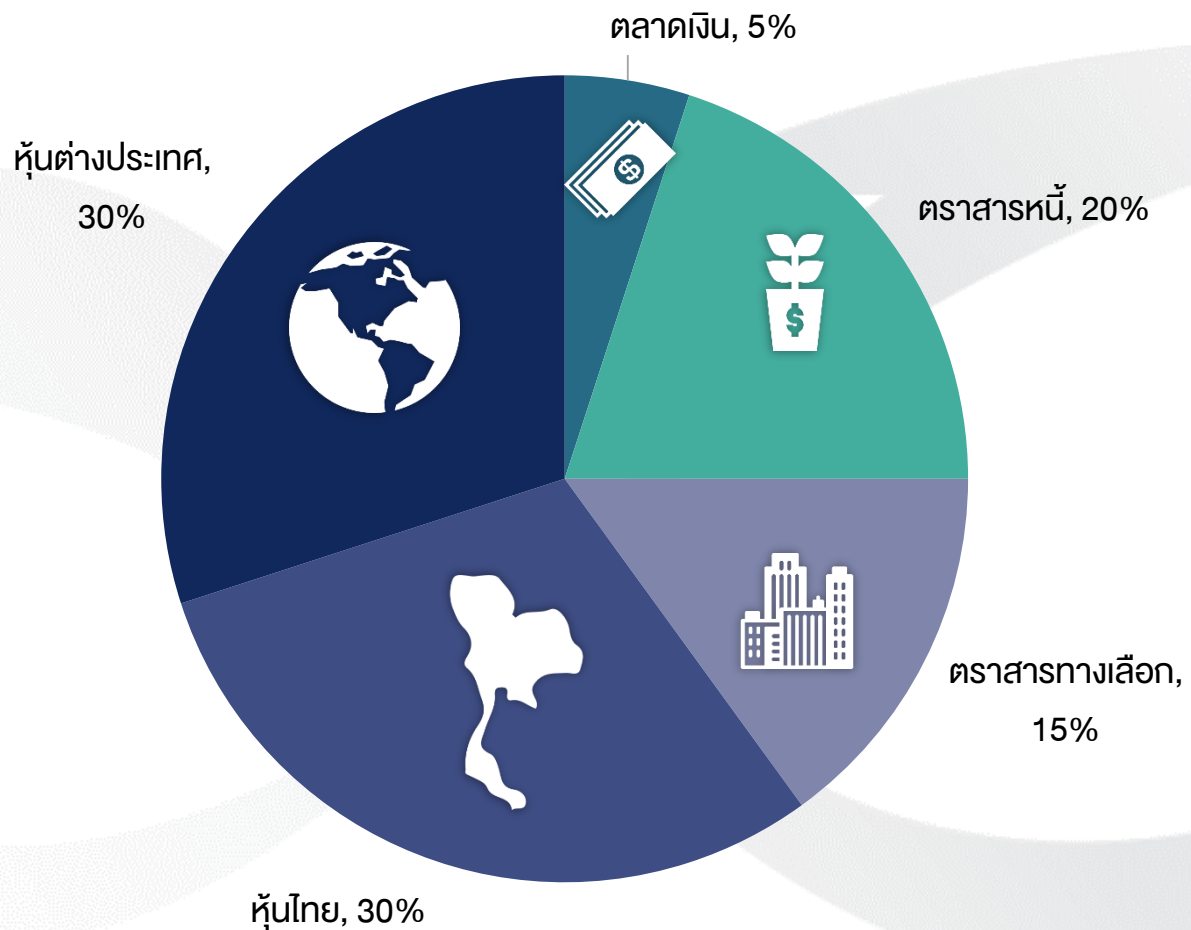 ตลาดเงิน, 5%
หุ้นต่างประเทศ,
30%
ตราสารหนี้, 20%
ตราสารทางเลือก,
15%
หุ้นไทย, 30%